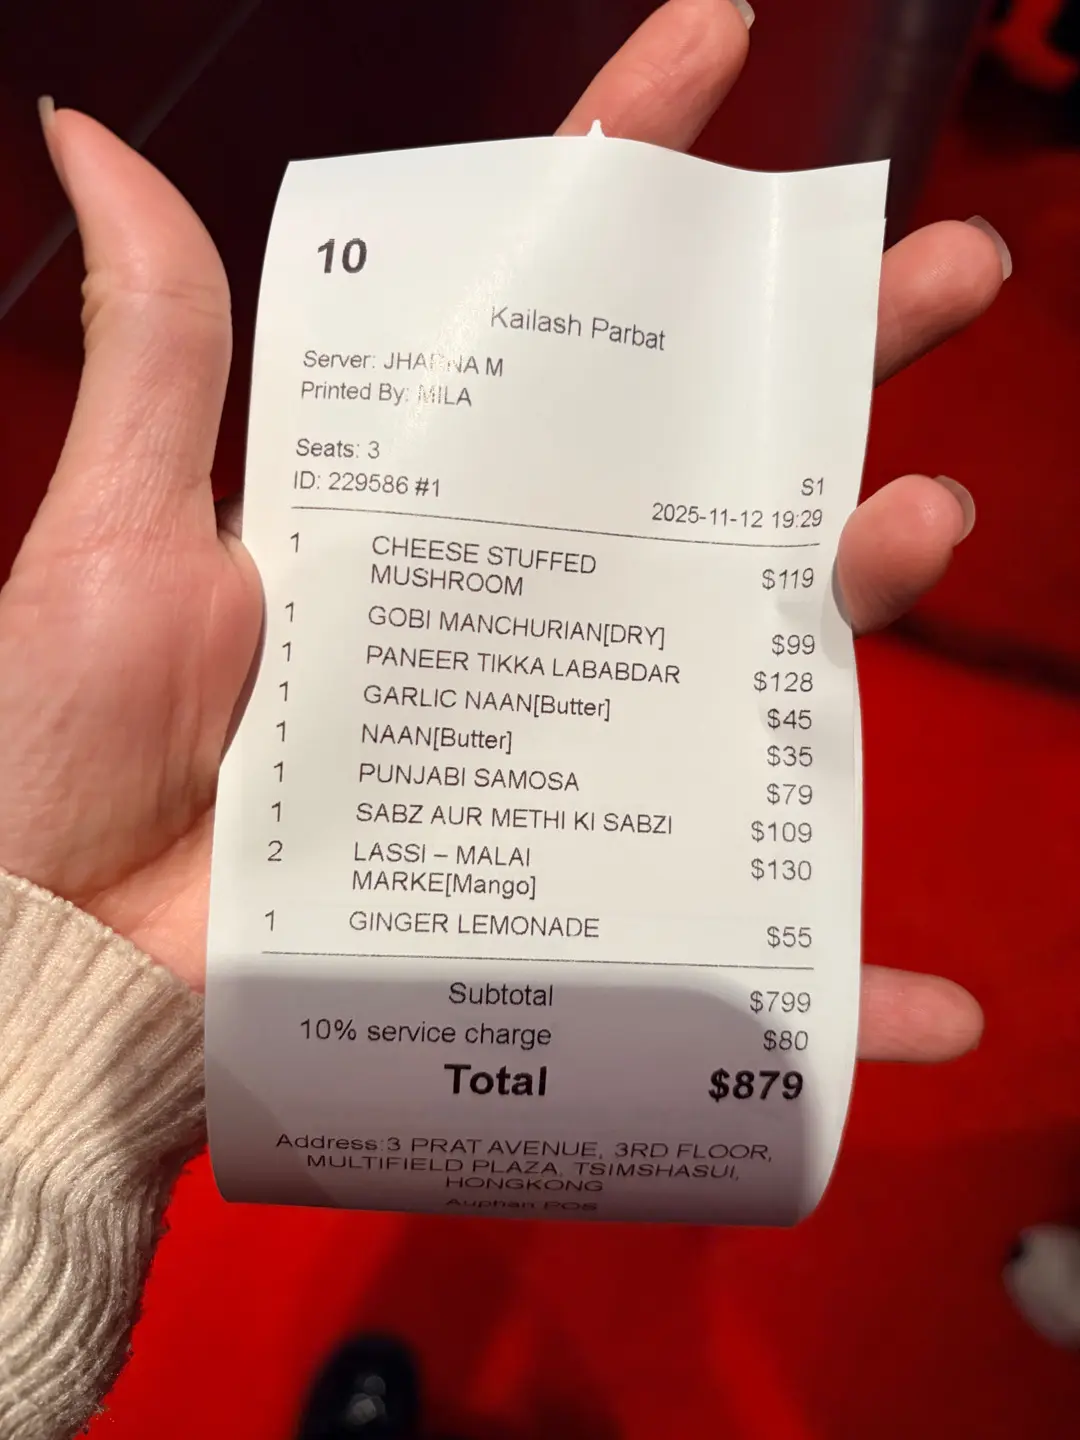 10
Kailash Parbat
Server: JHARNA M
Printed By: MILA
Seats: 3
ID: 229586 #1 S1
2025-11-12 19:29
1 CHEESE STUFFED
MUSHROOM $119
1 GOBI MANCHURIAN[DRY] $99
1 PANEER TIKKA LABABDAR $128
1 GARLIC NAAN[Butter] $45
1 NAAN[Butter] $35
1 PUNJABI SAMOSA $79
1 SABZ AUR METHI KI SABZI $109
2 LASSI – MALAI
MARKE[Mango] $130
1 GINGER LEMONADE $55
Subtotal $799
10% service charge $80
Total $879
Address:3 PRAT AVENUE, 3RD FLOOR,
MULTIFIELD PLAZA, TSIMSHASUI,
HONGKONG
Auphan POS